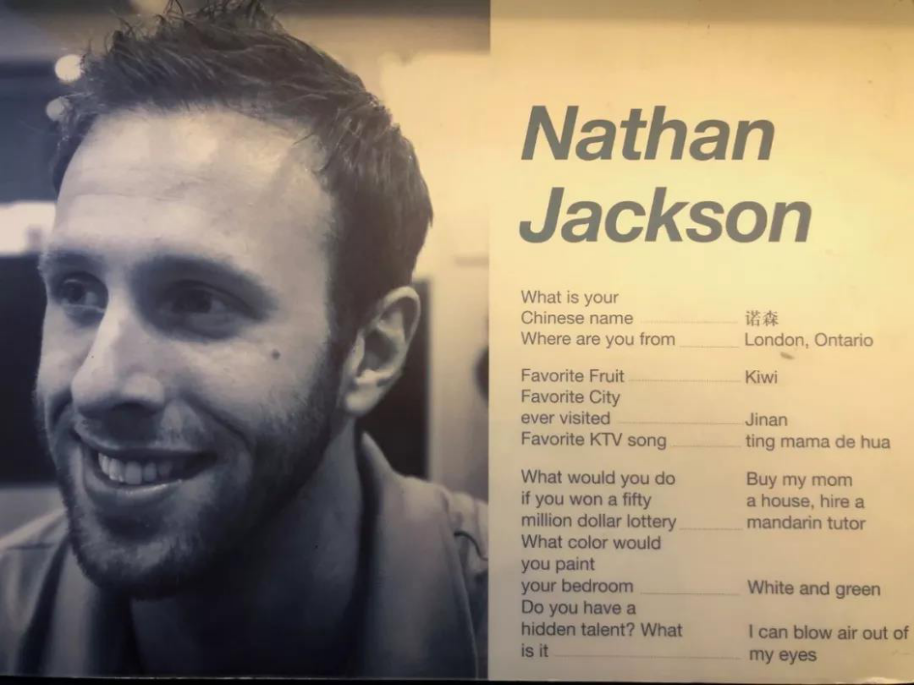 Nathan
Jackson
What is your
Chinese name 诺森
Where are you from London, Ontario
Favorite Fruit Kiwi
Favorite City
ever visited Jinan
Favorite KTV song ting mama de hua
What would you do Buy my mom
if you won a fifty a house, hire a
million dollar lottery mandarin tutor
What color would
you paint
your bedroom White and green
Do you have a
hidden talent? What I can blow air out of
is it my eyes